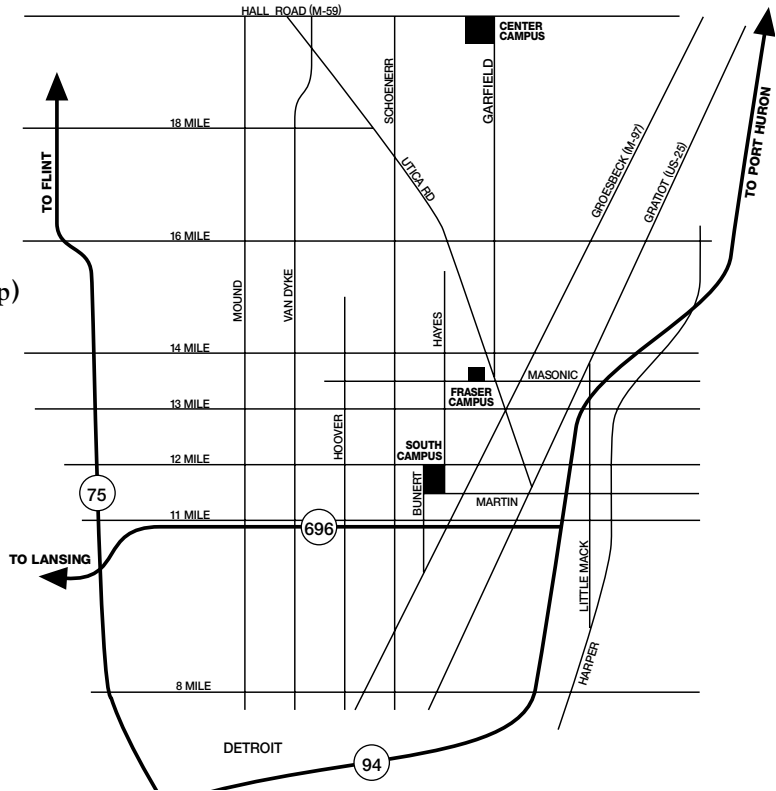 HALL ROAD (M-59)
CENTER
CAMPUS
SCHOENERR
GARFIELD
18 MILE
UTICA RD
GROESBECK (M-97)
GRATIOT (US-25)
TO PORT HURON
TO FLINT
16 MILE
p)
MOUND
VAN DYKE
HAYES
14 MILE
MASONIC
FRASER
CAMPUS
13 MILE
HOOVER
SOUTH
CAMPUS
12 MILE
75
BUNERT
MARTIN
11 MILE
696
TO LANSING
LITTLE MACK
HARPER
8 MILE
DETROIT
94